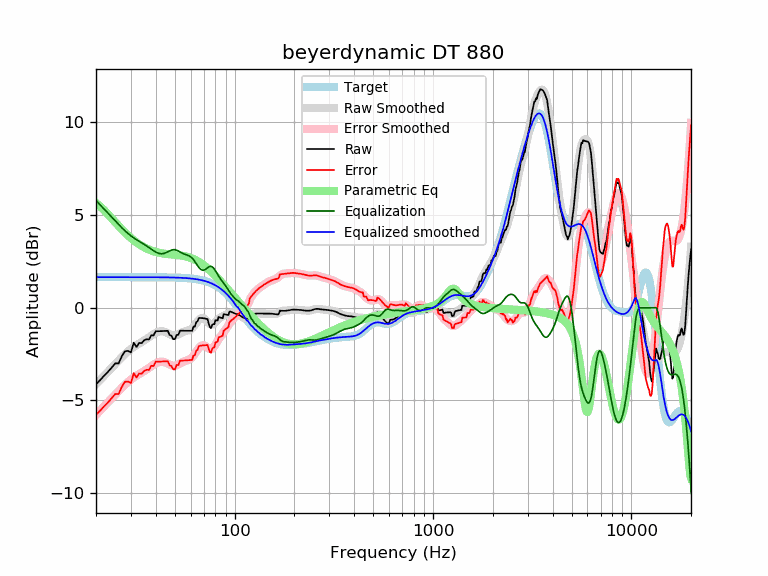 beyerdynamic DT 880
Target
Raw Smoothed
Error Smoothed
Raw
Error
Parametric Eq
Equalization
Equalized smoothed
10
5
0
−5
−10
Amplitude (dBr)
100
1000
10000
Frequency (Hz)